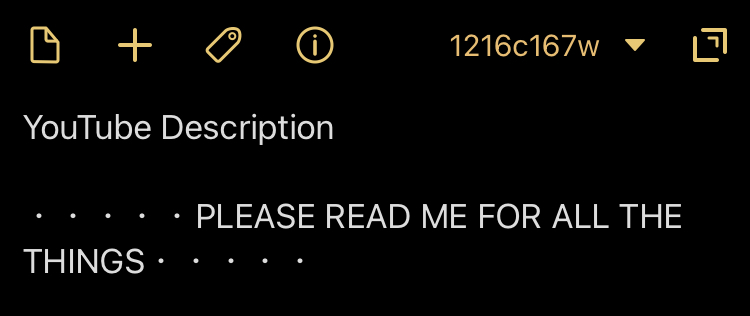 1216c167w
YouTube Description
・・・・・PLEASE READ ME FOR ALL THE
THINGS・・・・・